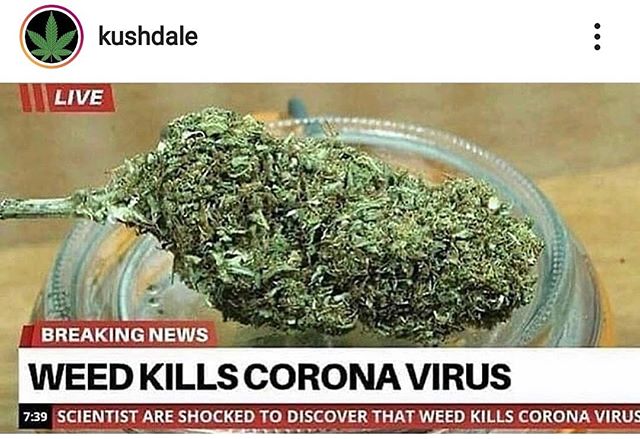 kushdale
LIVE
BREAKING NEWS
WEED KILLS CORONA VIRUS
7:39 SCIENTIST ARE SHOCKED TO DISCOVER THAT WEED KILLS CORONA VIRUS